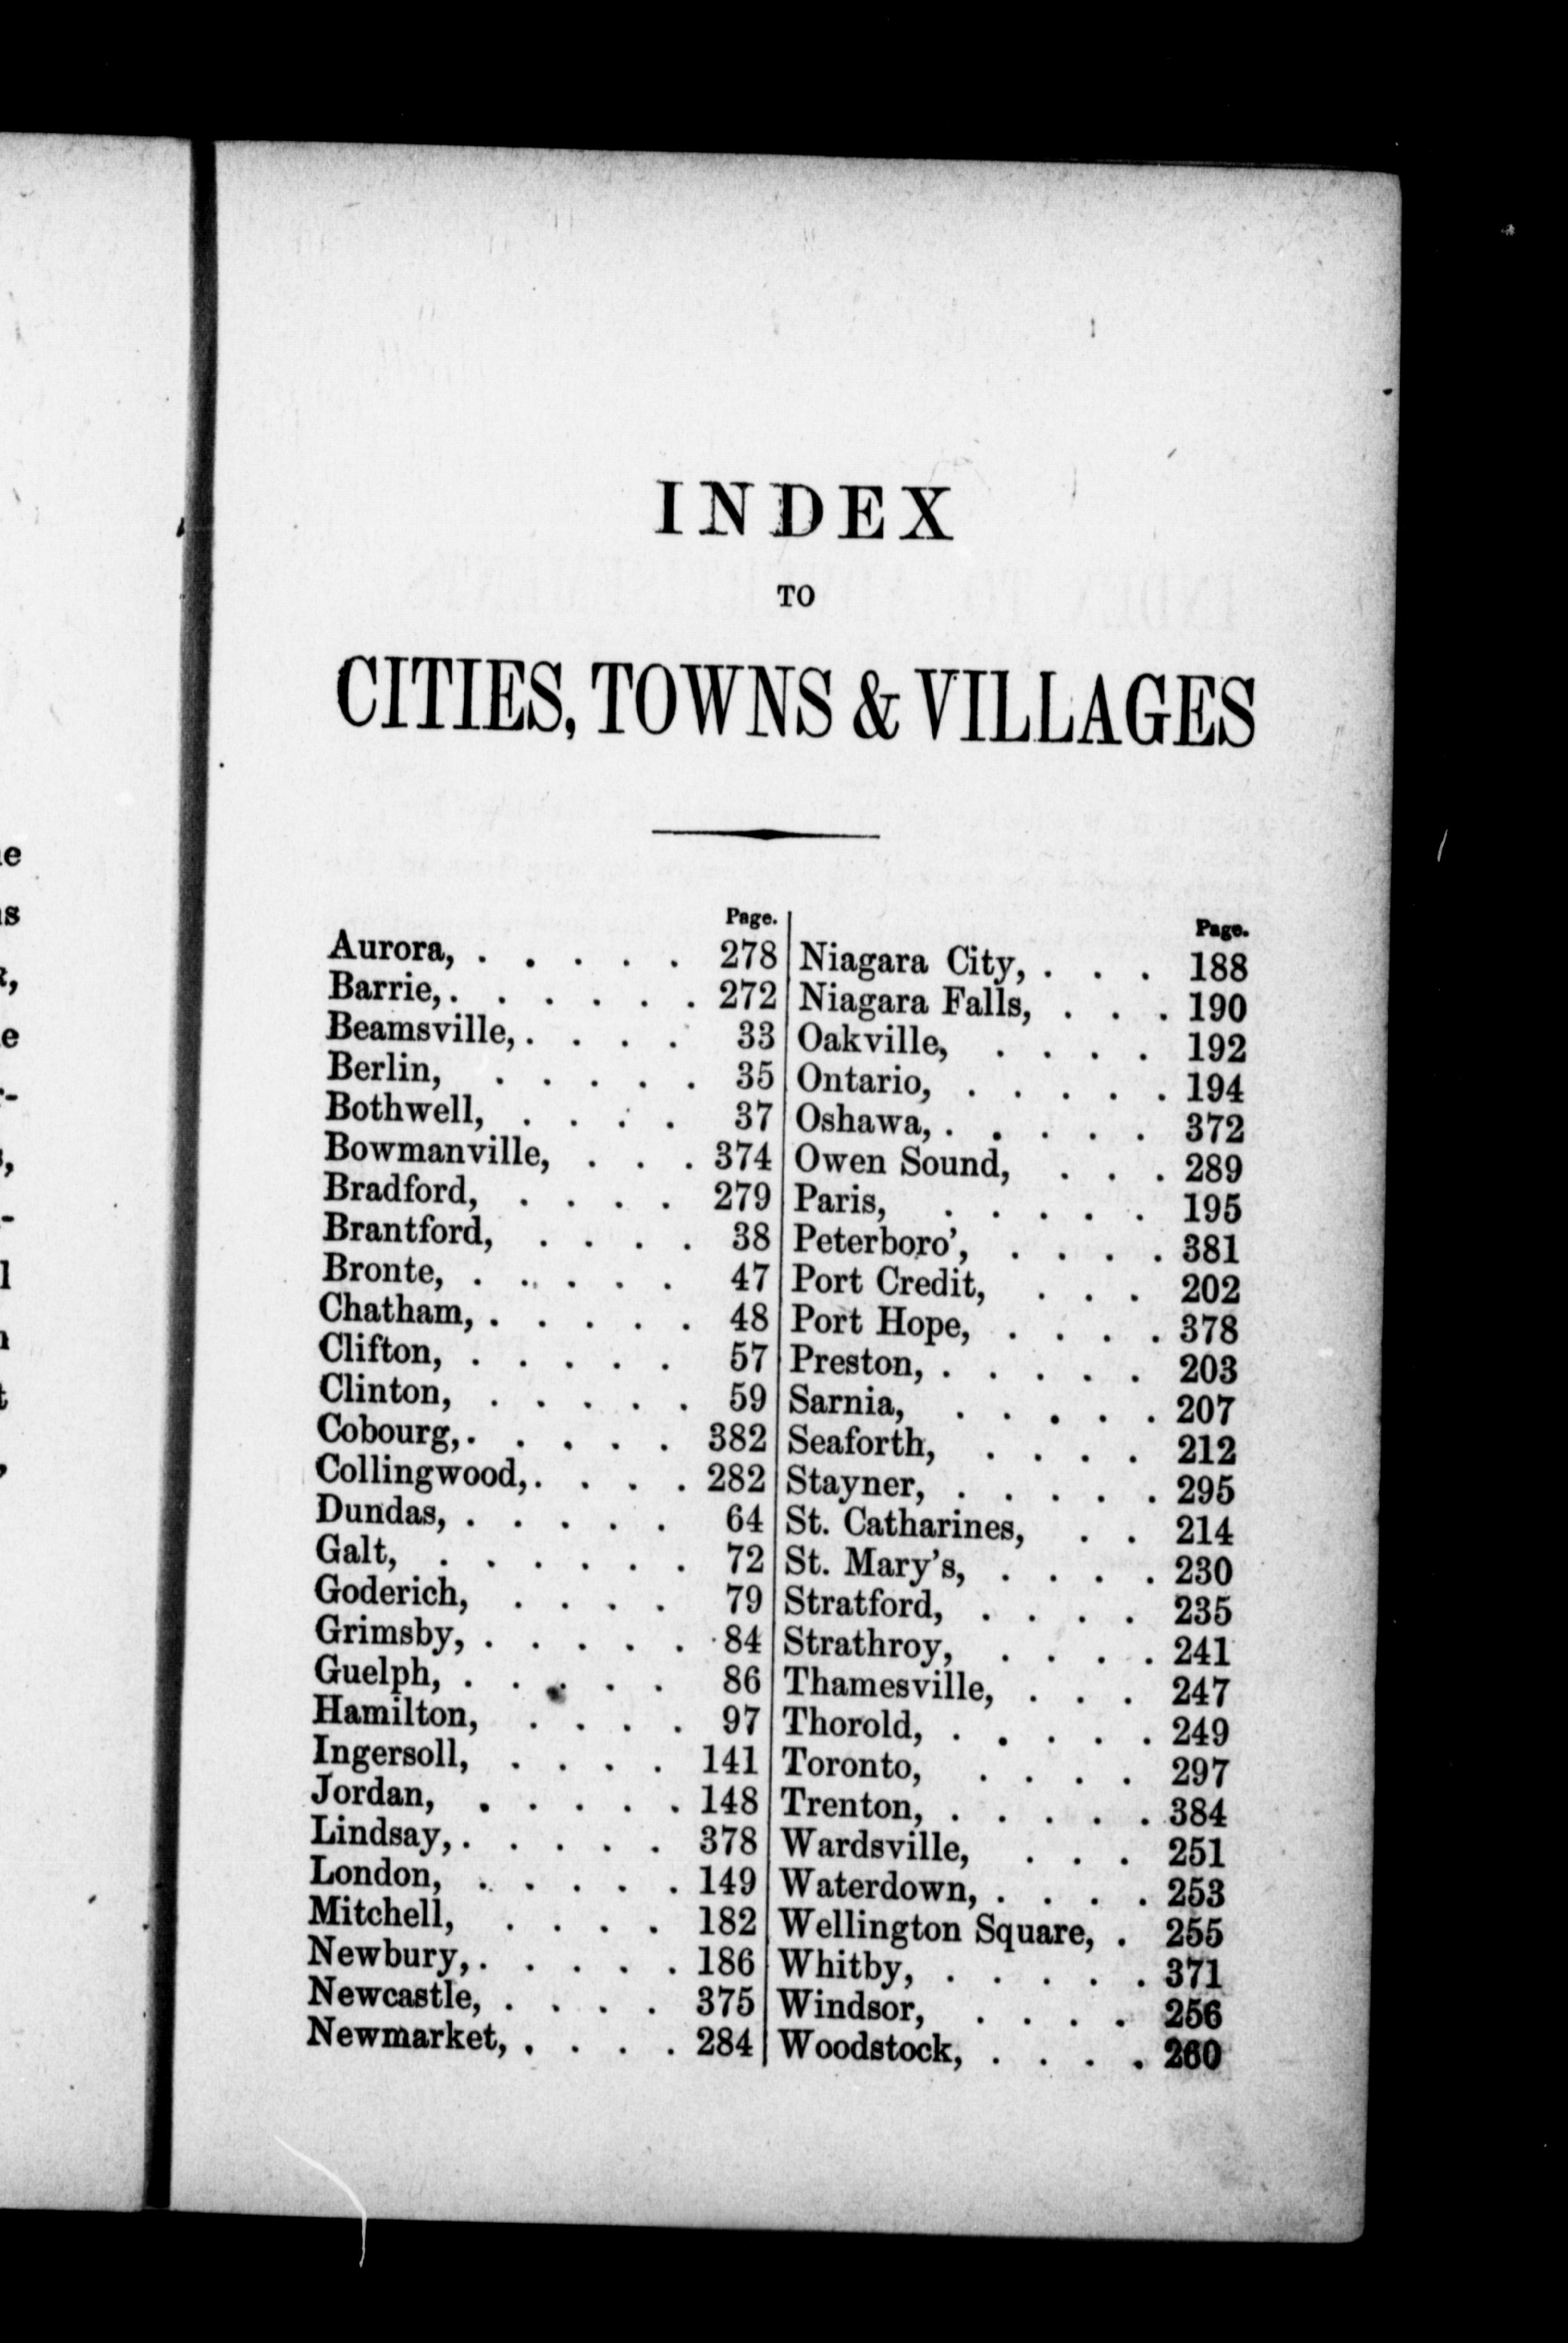 INDEX
TO
CITIES, TOWNS & VILLAGES
Page.
Aurora, . . . . . 278
Barrie, . . . . . . 272
Beamsville, . . . . 33
Berlin, . . . . . 35
Bothwell, . . . . 37
Bowmanville, . . . 374
Bradford, . . . . 279
Brantford, . . . . 38
Bronte, . . . . . 47
Chatham, . . . . . 48
Clifton, . . . . . 57
Clinton, . . . . . 59
Cobourg, . . . . . 382
Collingwood, . . . . 282
Dundas, . . . . . 64
Galt, . . . . . . 72
Goderich, . . . . 79
Grimsby, . . . . . 84
Guelph, . . . . . 86
Hamilton, . . . . 97
Ingersoll, . . . . 141
Jordan, . . . . . 148
Lindsay, . . . . . 378
London, . . . . . 149
Mitchell, . . . . 182
Newbury, . . . . . 186
Newcastle, . . . . 375
Newmarket, . . . . 284
Page.
Niagara City, . . . 188
Niagara Falls, . . . 190
Oakville, . . . . 192
Ontario, . . . . . 194
Oshawa, . . . . . 372
Owen Sound, . . . 289
Paris, . . . . . 195
Peterboro', . . . . 381
Port Credit, . . . 202
Port Hope, . . . . 378
Preston, . . . . . 203
Sarnia, . . . . . 207
Seaforth, . . . . 212
Stayner, . . . . . 295
St. Catharines, . . 214
St. Mary's, . . . . 230
Stratford, . . . . 235
Strathroy, . . . . 241
Thamesville, . . . 247
Thorold, . . . . . 249
Toronto, . . . . 297
Trenton, . . . . . 384
Wardsville, . . . 251
Waterdown, . . . . 253
Wellington Square, . 255
Whitby, . . . . . 371
Windsor, . . . . 256
Woodstock, . . . . 260